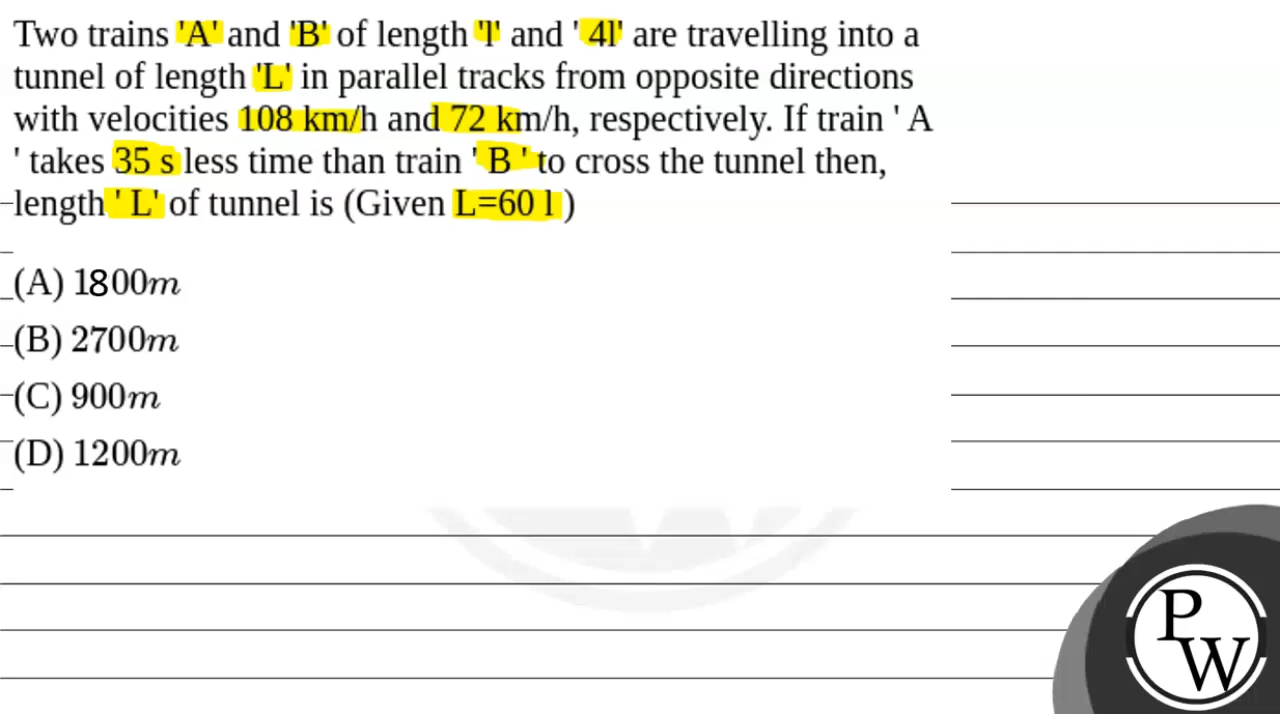 Two trains 'A' and 'B' of length 'l' and ' 4l' are travelling into a
tunnel of length 'L' in parallel tracks from opposite directions
with velocities 108 km/h and 72 km/h, respectively. If train ' A
' takes 35 s less time than train ' B ' to cross the tunnel then,
length ' L' of tunnel is (Given L=60 l )
(A) 1800m
(B) 2700m
(C) 900m
(D) 1200m
P
W